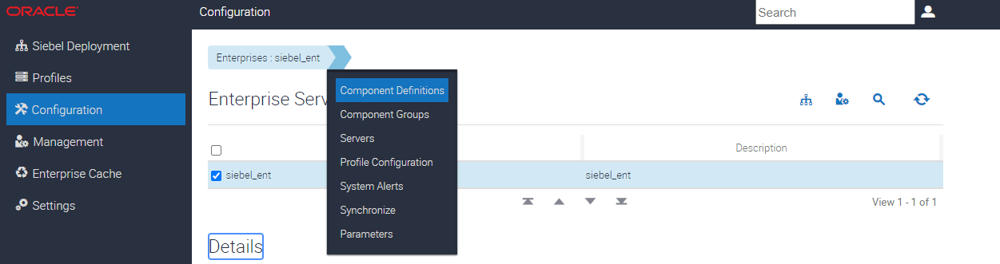 ORACLE
Configuration
Search
Siebel Deployment
Profiles
Configuration
Management
Enterprise Cache
Settings
Enterprises : siebel_ent
Component Definitions
Component Groups
Servers
Profile Configuration
System Alerts
Synchronize
Parameters
Enterprise Serv
Description
siebel_ent siebel_ent
View 1 - 1 of 1
Details